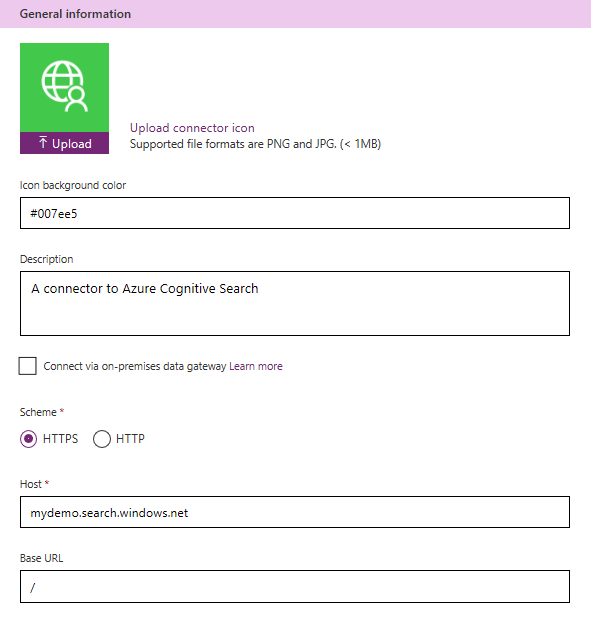 General information
Upload
Upload connector icon
Supported file formats are PNG and JPG. (< 1MB)
Icon background color
#007ee5
Description
A connector to Azure Cognitive Search
Connect via on-premises data gateway Learn more
Scheme *
HTTPS HTTP
Host *
mydemo.search.windows.net
Base URL
/